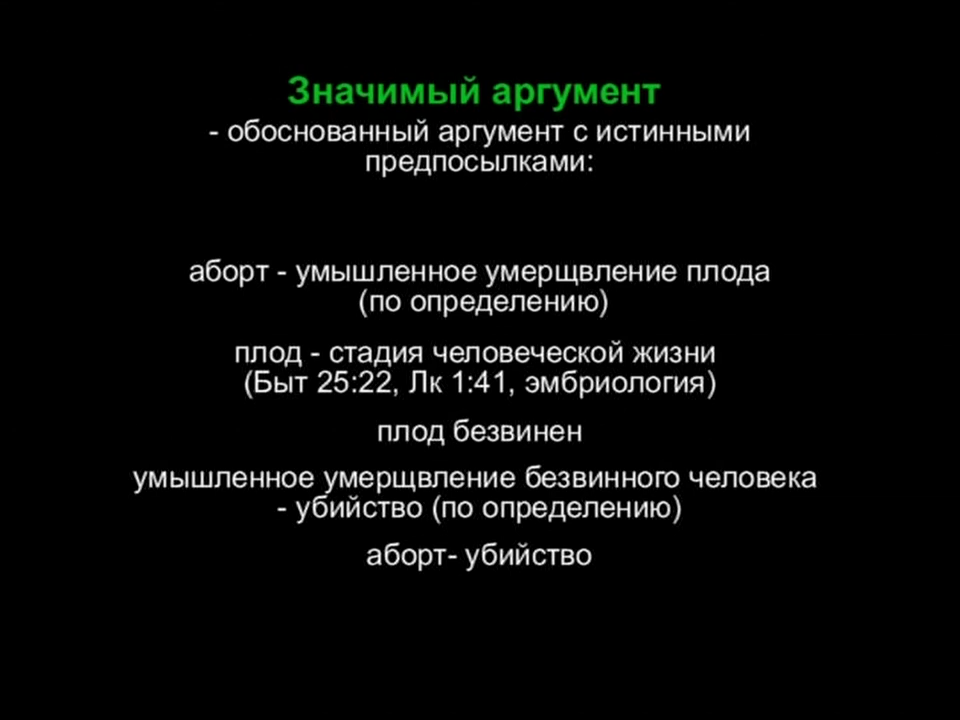 Значимый аргумент
- обоснованный аргумент с истинными
предпосылками:
аборт - умышленное умерщвление плода
(по определению)
плод - стадия человеческой жизни
(Быт 25:22, Лк 1:41, эмбриология)
плод безвинен
умышленное умерщвление безвинного человека
- убийство (по определению)
аборт- убийство